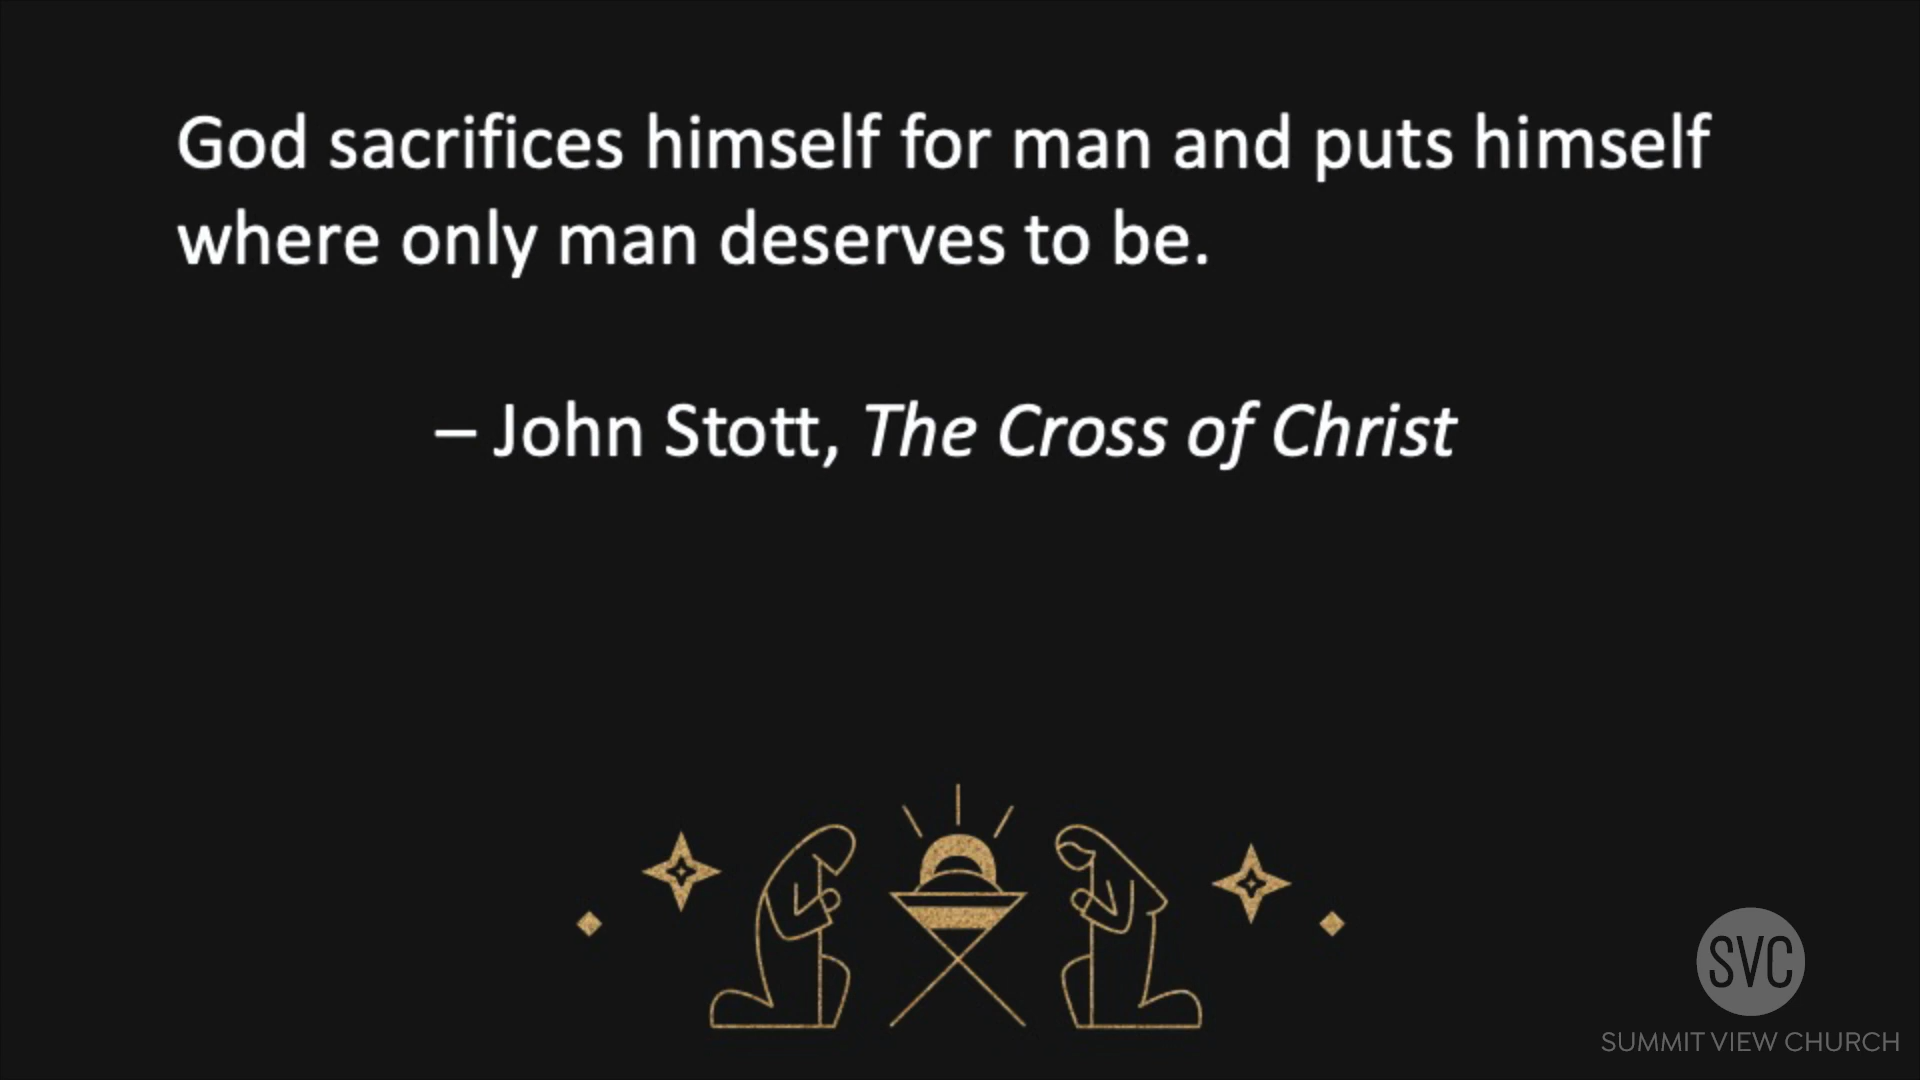 God sacrifices himself for man and puts himself
where only man deserves to be.
– John Stott, The Cross of Christ
SVC
SUMMIT VIEW CHURCH